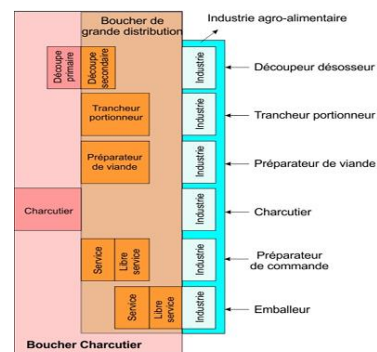 Boucher de
grande distribution
Industrie agro-alimentaire
Découpe
primaire
Découpe
secondaire
Industrie
Découpeur désosseur
Trancheur
portionneur
Industrie
Trancheur portionneur
Préparateur
de viande
Industrie
Préparateur de viande
Charcutier
Industrie
Charcutier
Service
Libre
service
Industrie
Préparateur
de commande
Service
Libre
service
Industrie
Emballeur
Boucher Charcutier